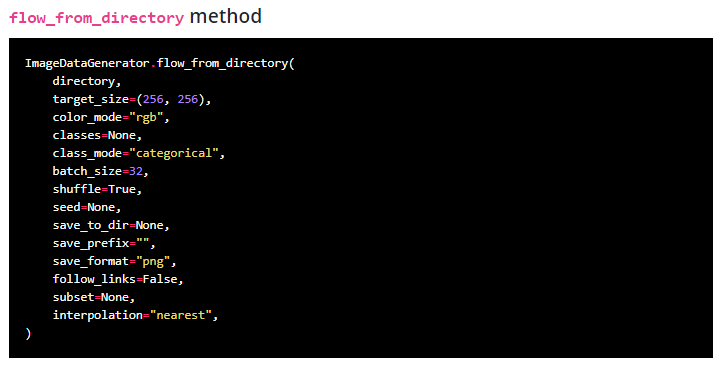 flow_from_directory method
ImageDataGenerator.flow_from_directory(
    directory,
    target_size=(256, 256),
    color_mode="rgb",
    classes=None,
    class_mode="categorical",
    batch_size=32,
    shuffle=True,
    seed=None,
    save_to_dir=None,
    save_prefix="",
    save_format="png",
    follow_links=False,
    subset=None,
    interpolation="nearest",
)